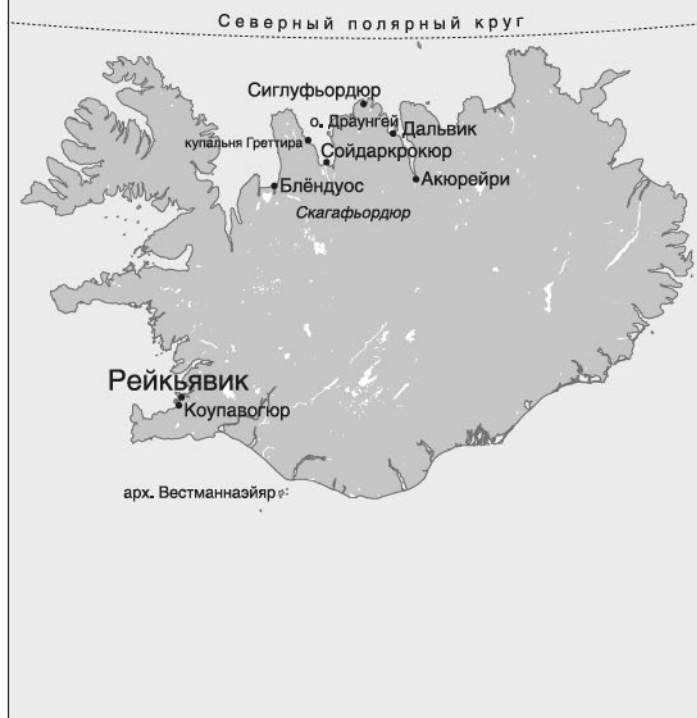 Северный полярный круг
Сиглуфьордюр
о. Драунгей
Дальвик
купальня Греттира
Сойдаркрокюр
Блёндуос
Акюрейри
Скагафьордюр
Рейкьявик
Коупавогюр
арх. Вестманнаэйяр